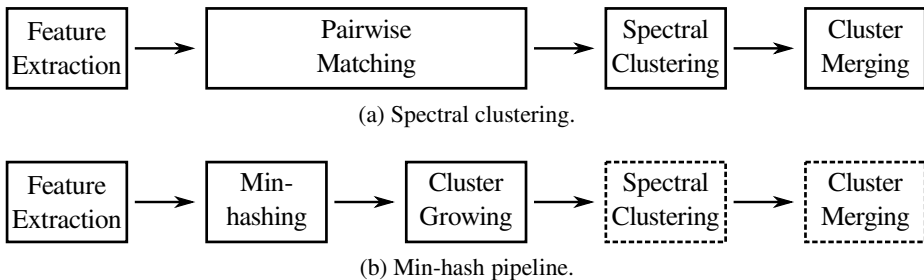 Feature
Extraction
Pairwise
Matching
Spectral
Clustering
Cluster
Merging
(a) Spectral clustering.
Feature
Extraction
Min-
hashing
Cluster
Growing
Spectral
Clustering
Cluster
Merging
(b) Min-hash pipeline.